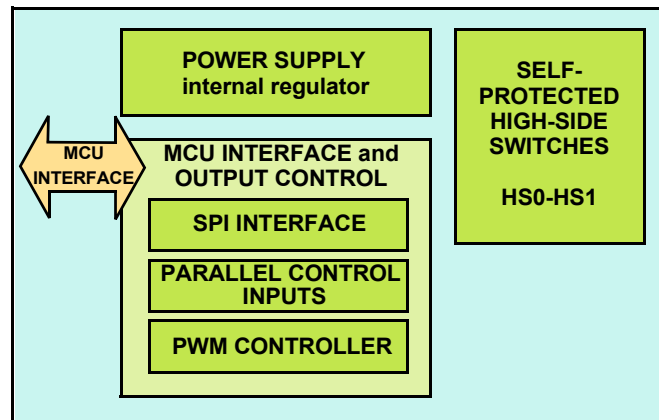 POWER SUPPLY
internal regulator
SELF-
PROTECTED
HIGH-SIDE
SWITCHES
HS0-HS1
MCU
INTERFACE
MCU INTERFACE and
OUTPUT CONTROL
SPI INTERFACE
PARALLEL CONTROL
INPUTS
PWM CONTROLLER